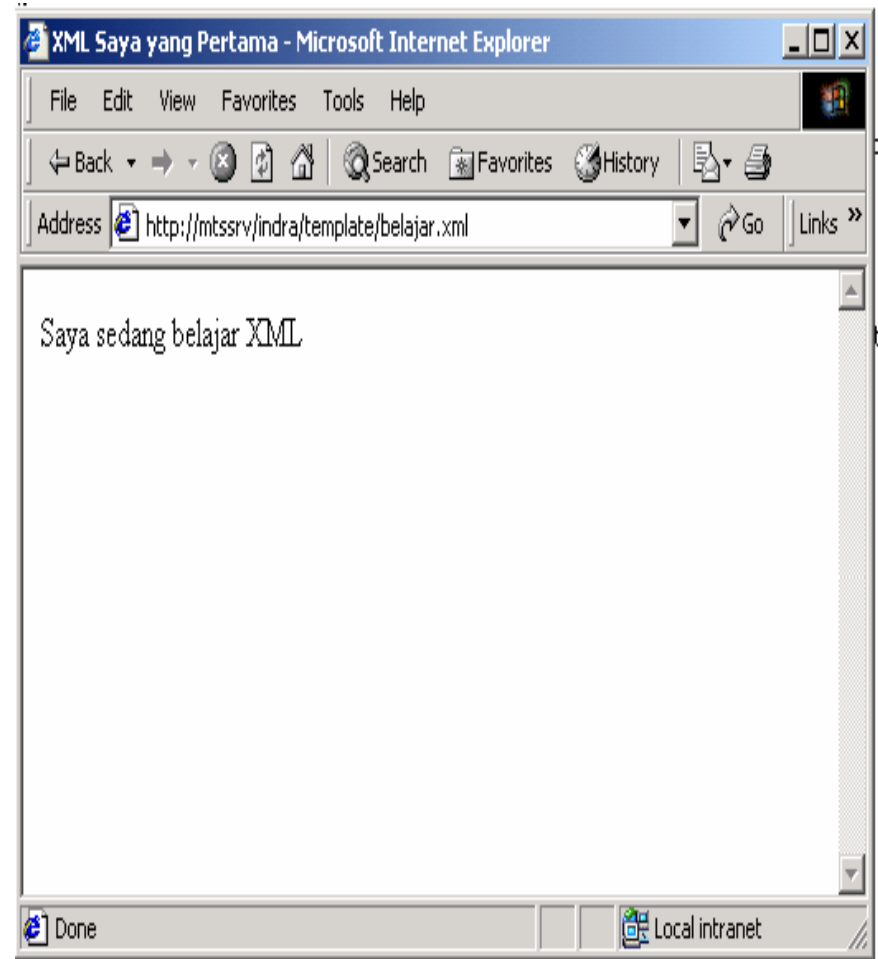 XML Saya yang Pertama - Microsoft Internet Explorer
File Edit View Favorites Tools Help
Back Search Favorites History
Address http://mtssrv/indra/template/belajar.xml Go Links »
Saya sedang belajar XML
Done Local intranet